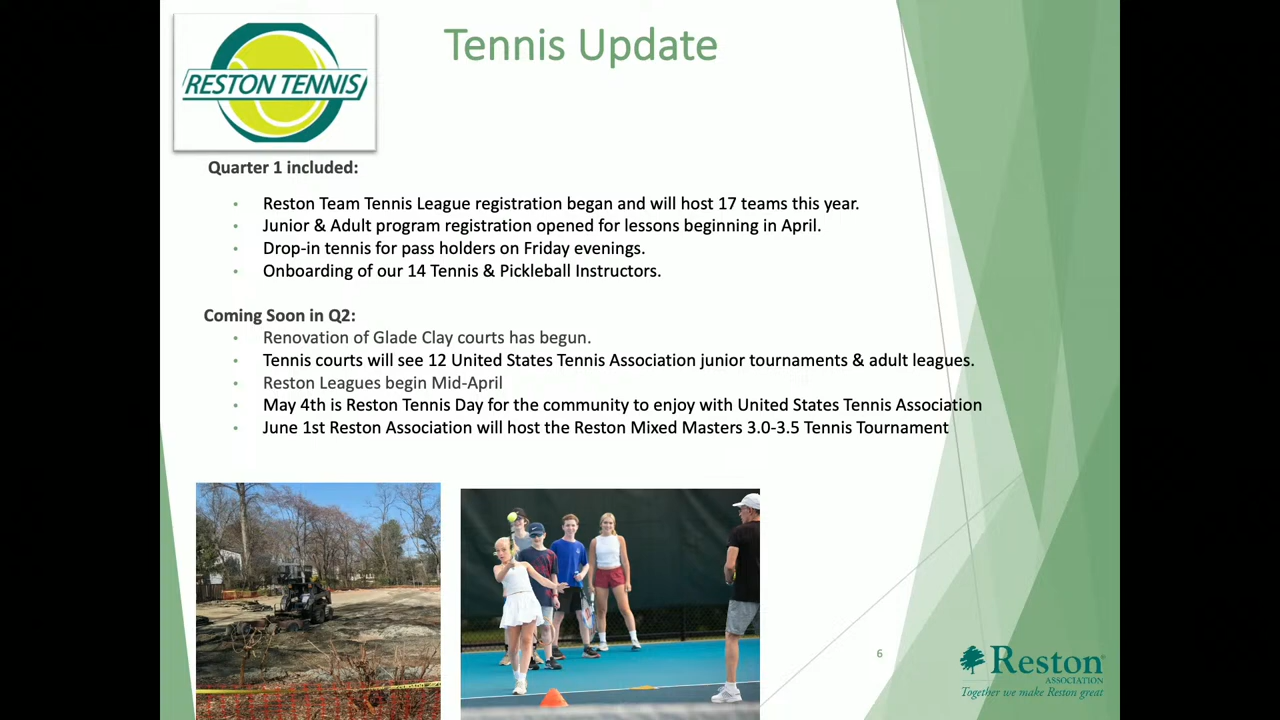 Tennis Update
RESTON TENNIS
Quarter 1 included:
• Reston Team Tennis League registration began and will host 17 teams this year.
• Junior & Adult program registration opened for lessons beginning in April.
• Drop-in tennis for pass holders on Friday evenings.
• Onboarding of our 14 Tennis & Pickleball Instructors.
Coming Soon in Q2:
• Renovation of Glade Clay courts has begun.
• Tennis courts will see 12 United States Tennis Association junior tournaments & adult leagues.
• Reston Leagues begin Mid-April
• May 4th is Reston Tennis Day for the community to enjoy with United States Tennis Association
• June 1st Reston Association will host the Reston Mixed Masters 3.0-3.5 Tennis Tournament
6
Reston
ASSOCIATION
Together we make Reston great